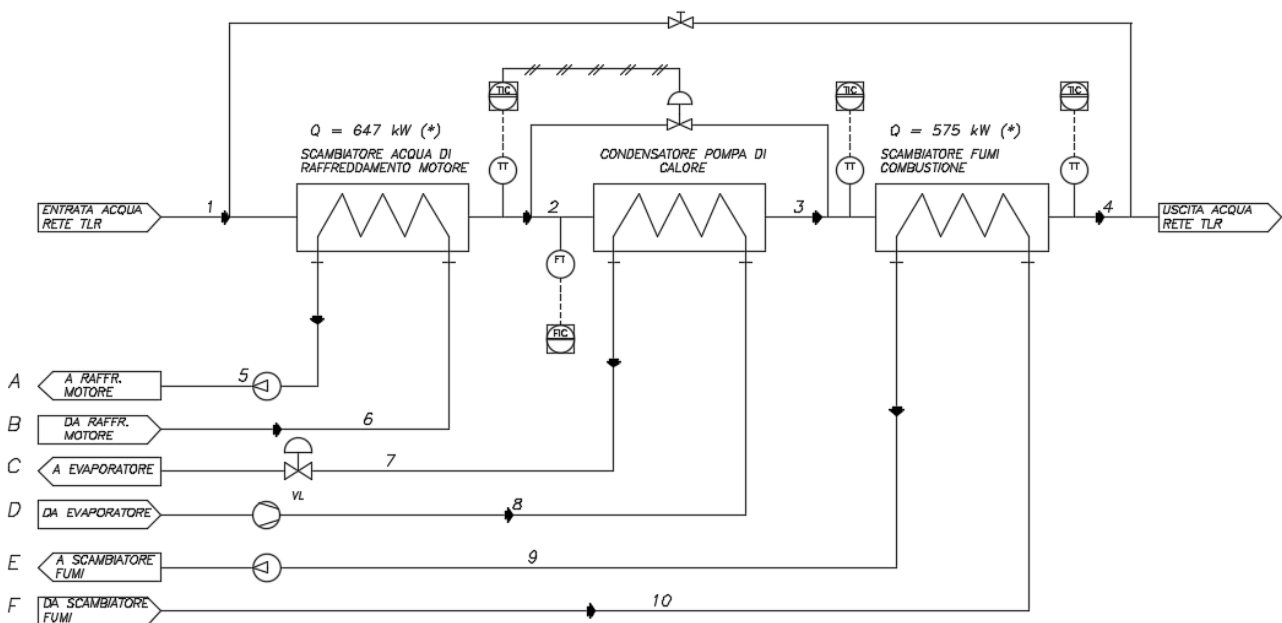 TIC
TIC
TIC
Q = 647 kW (*)
SCAMBIATORE ACQUA DI
RAFFREDDAMENTO MOTORE
TT
CONDENSATORE POMPA DI
CALORE
TT
Q = 575 kW (*)
SCAMBIATORE FUMI
COMBUSTIONE
TT
ENTRATA ACQUA
RETE TLR
1
2
3
4
USCITA ACQUA
RETE TLR
FT
FIC
A
A RAFFR.
MOTORE
5
B
DA RAFFR.
MOTORE
6
C
A EVAPORATORE
7
VL
D
DA EVAPORATORE
8
E
A SCAMBIATORE
FUMI
9
F
DA SCAMBIATORE
FUMI
10